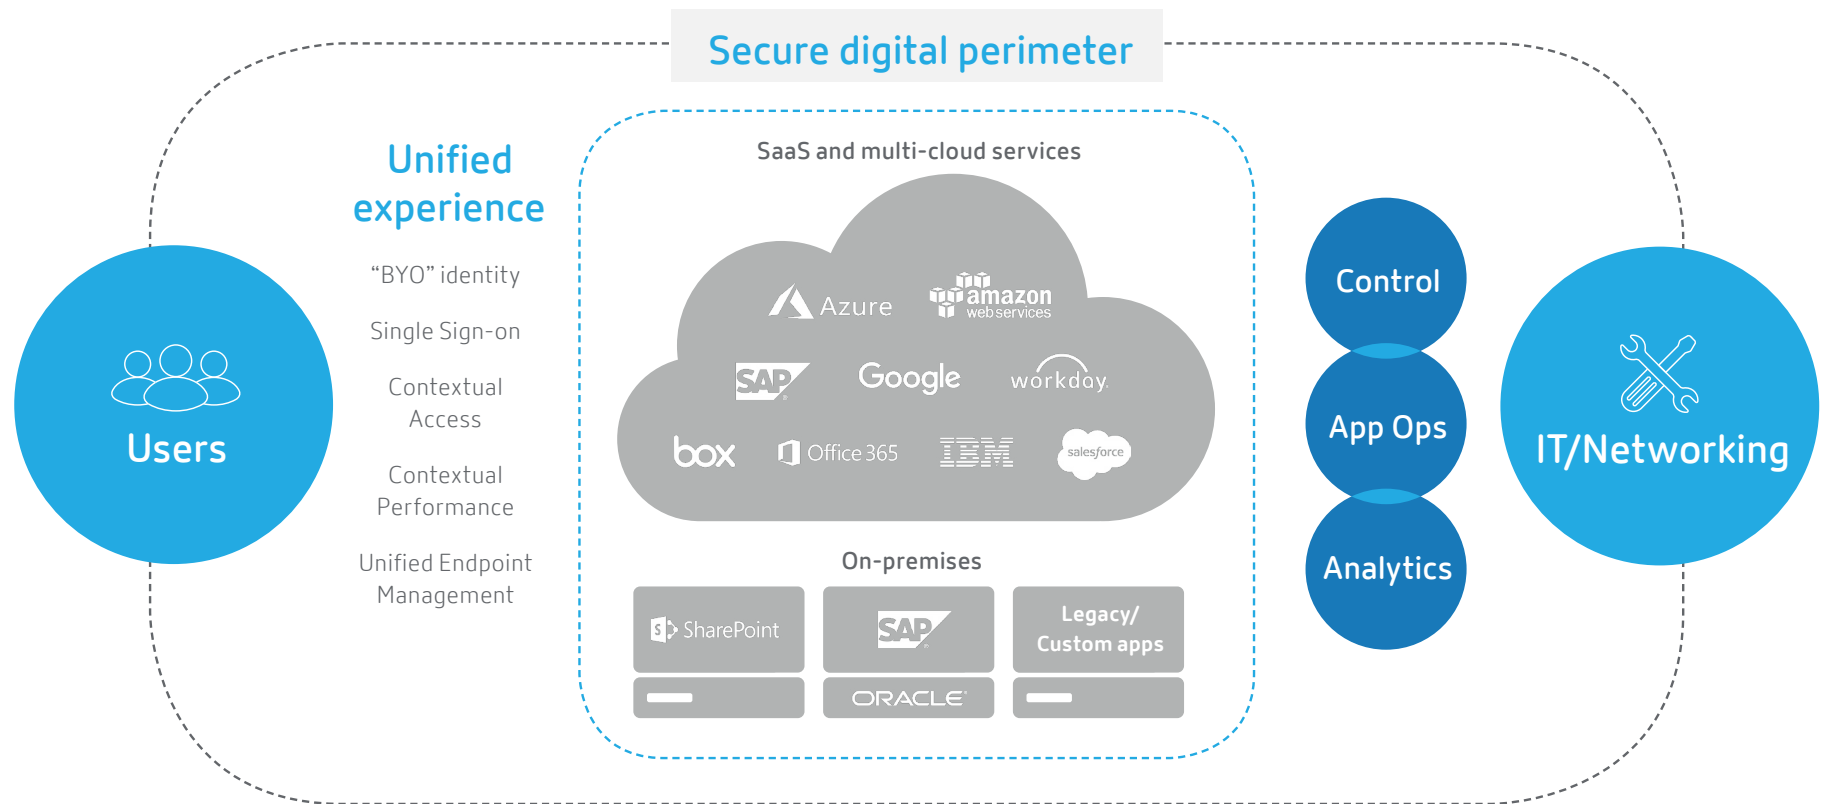 Secure digital perimeter
Unified
experience
“BYO” identity
Single Sign-on
Contextual
Access
Contextual
Performance
Unified Endpoint
Management
Users
SaaS and multi-cloud services
Azure
amazon
web services
SAP
Google
workday.
box
Office 365
IBM
salesforce
On-premises
S SharePoint
SAP
Legacy/
Custom apps
ORACLE
Control
App Ops
Analytics
IT/Networking